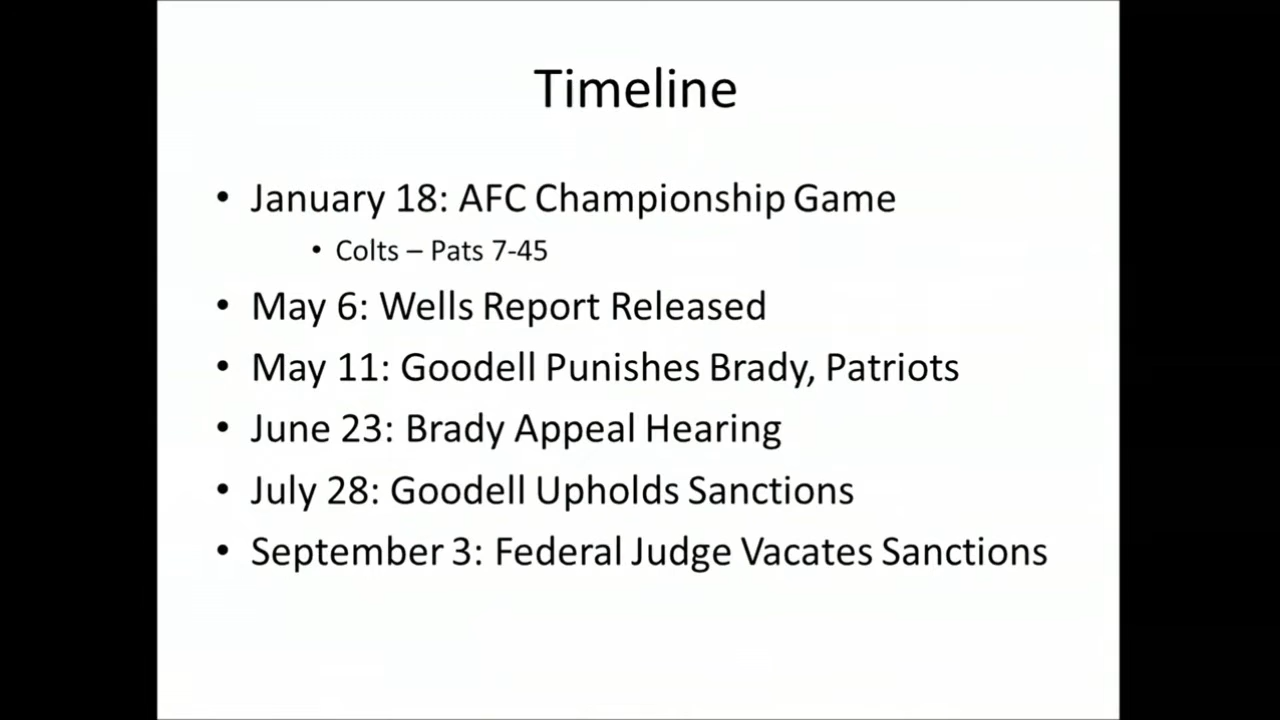 Timeline
• January 18: AFC Championship Game
• Colts – Pats 7-45
• May 6: Wells Report Released
• May 11: Goodell Punishes Brady, Patriots
• June 23: Brady Appeal Hearing
• July 28: Goodell Upholds Sanctions
• September 3: Federal Judge Vacates Sanctions